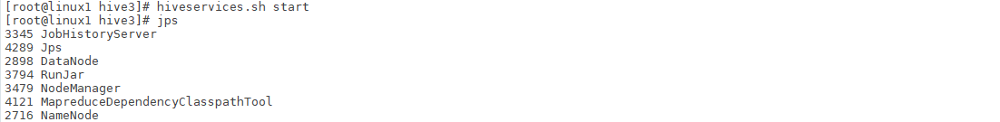 [root@linux1 hive3]# hiveservices.sh start
[root@linux1 hive3]# jps
3345 JobHistoryServer
4289 Jps
2898 DataNode
3794 RunJar
3479 NodeManager
4121 MapreduceDependencyClasspathTool
2716 NameNode